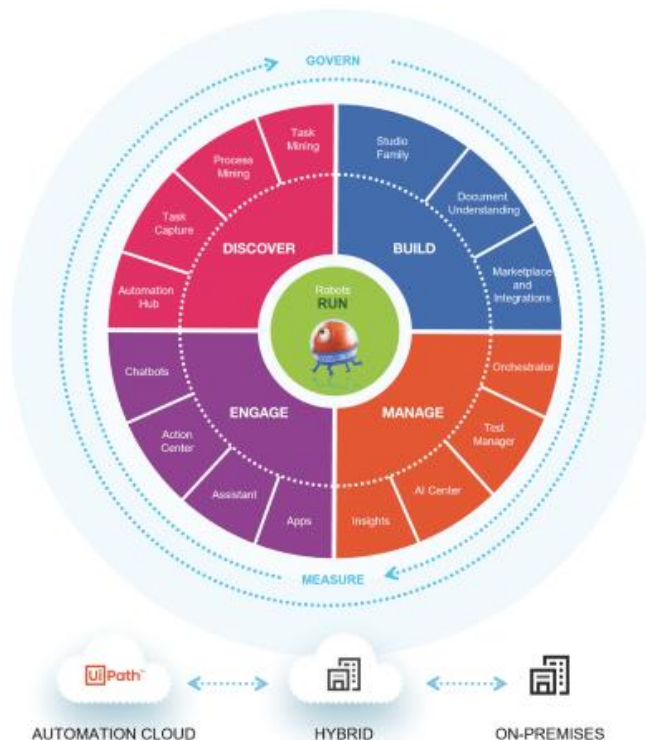 GOVERN
Task
Mining
Process
Mining
Task
Capture
Automation
Hub
DISCOVER
Studio
Family
Document
Understanding
Marketplace
and
Integrations
BUILD
Robots
RUN
Chatbots
Action
Center
Assistant
Apps
ENGAGE
MANAGE
Orchestrator
Test
Manager
AI Center
Insights
MEASURE
UiPath™
AUTOMATION CLOUD
HYBRID
ON-PREMISES